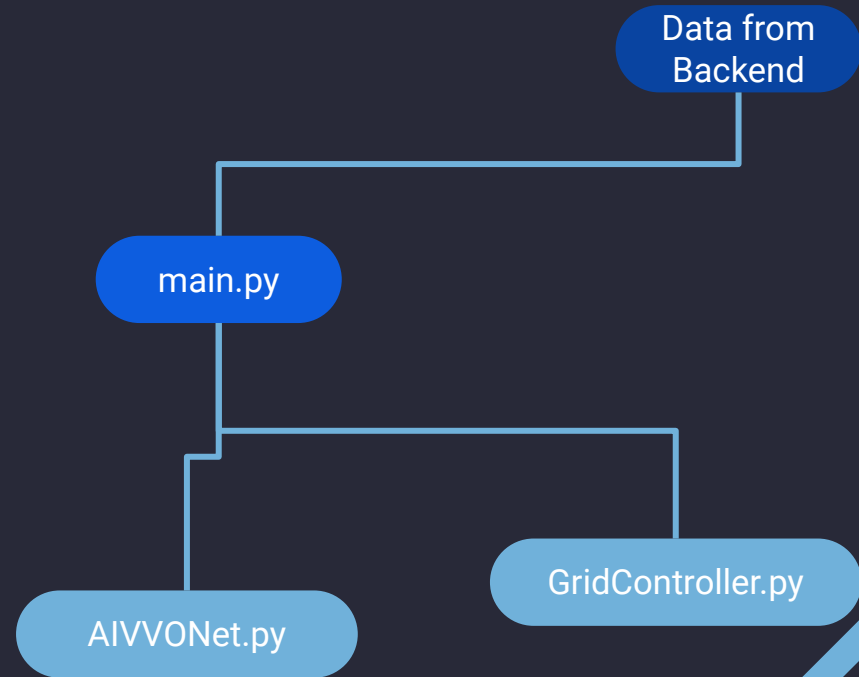 Data from
Backend
main.py
GridController.py
AIVVONet.py